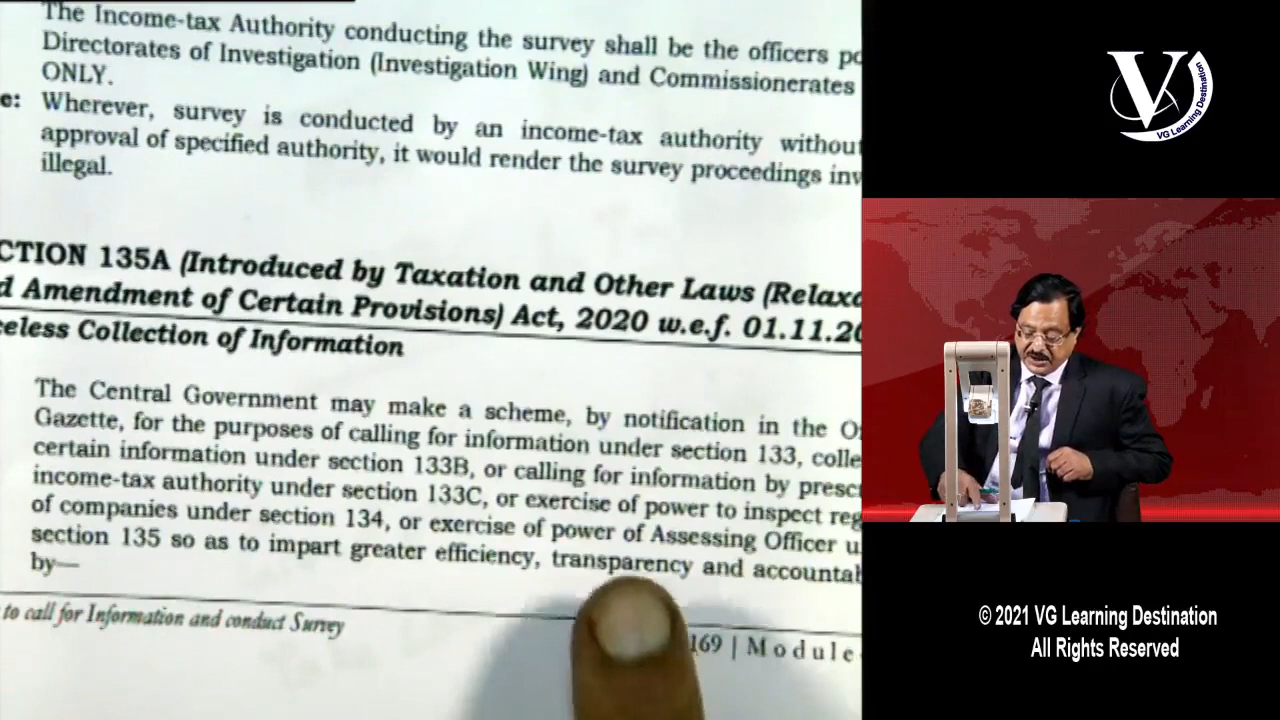 The Income-tax Authority conducting the survey shall be the officers
Directorates of Investigation (Investigation Wing) and Commissionerates
ONLY.
Wherever, survey is conducted by an income-tax authority without
approval of specified authority, it would render the survey proceedings
illegal.
CTION 135A (Introduced by Taxation and Other Laws (Relaxa
d Amendment of Certain Provisions) Act, 2020 w.e.f. 01.11.20
eless Collection of Information
The Central Government may make a scheme, by notification in the
Gazette, for the purposes of calling for information under section 133, colle
certain information under section 133B, or calling for information by prescr
income-tax authority under section 133C, or exercise of power to inspect reg
of companies under section 134, or exercise of power of Assessing Officer u
section 135 so as to impart greater efficiency, transparency and accountab
by—
to call for Information and conduct Survey
169 | Module
V
VG Learning Destination
© 2021 VG Learning Destination
All Rights Reserved